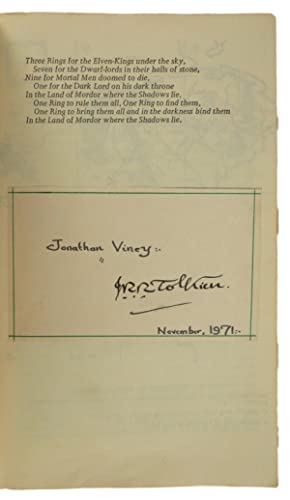 Three Rings for the Elven-Kings under the sky,
Seven for the Dwarf-lords in their halls of stone,
Nine for Mortal Men doomed to die,
One for the Dark Lord on his dark throne
In the Land of Mordor where the Shadows lie.
One Ring to rule them all, One Ring to find them,
One Ring to bring them all and in the darkness bind them
In the Land of Mordor where the Shadows lie.
Jonathan Viney:.
JRRTolkien.
November, 1971:.